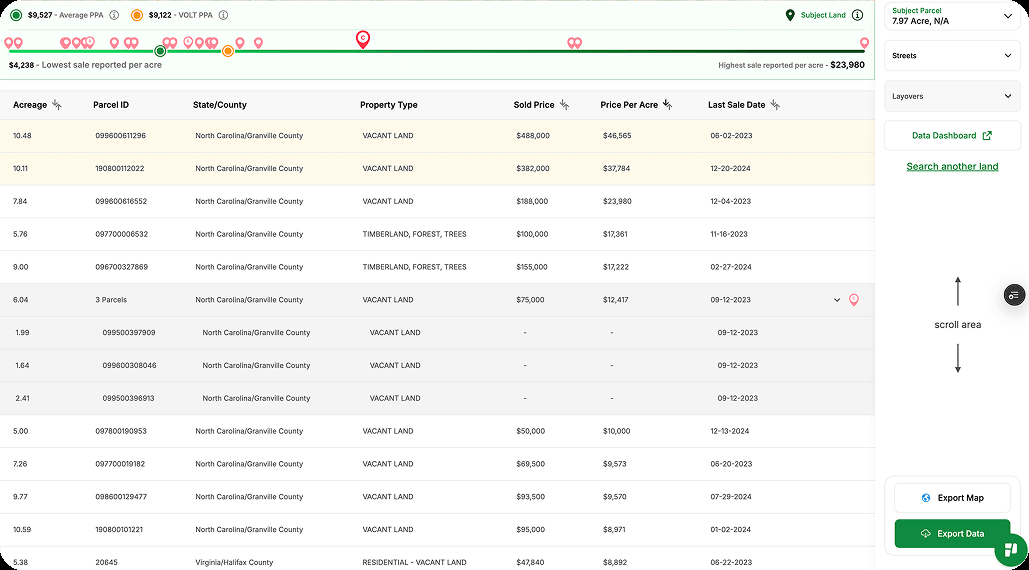 $9,527 - Average PPA $9,122 - VOLT PPA Subject Land
$4,238 - Lowest sale reported per acre Highest sale reported per acre - $23,980
Acreage Parcel ID State/County Property Type Sold Price Price Per Acre Last Sale Date
10.48 099600611296 North Carolina/Granville County VACANT LAND $488,000 $46,565 06-02-2023
10.11 190800112022 North Carolina/Granville County VACANT LAND $382,000 $37,784 12-20-2024
7.84 099600616552 North Carolina/Granville County VACANT LAND $188,000 $23,980 12-04-2023
5.76 097700006532 North Carolina/Granville County TIMBERLAND, FOREST, TREES $100,000 $17,361 11-16-2023
9.00 096700327869 North Carolina/Granville County TIMBERLAND, FOREST, TREES $155,000 $17,222 02-27-2024
6.04 3 Parcels North Carolina/Granville County VACANT LAND $75,000 $12,417 09-12-2023
1.99 099500397909 North Carolina/Granville County VACANT LAND - - 09-12-2023
1.64 099600308046 North Carolina/Granville County VACANT LAND - - 09-12-2023
2.41 099500396913 North Carolina/Granville County VACANT LAND - - 09-12-2023
5.00 097800190953 North Carolina/Granville County VACANT LAND $50,000 $10,000 12-13-2024
7.26 097700019182 North Carolina/Granville County VACANT LAND $69,500 $9,573 06-20-2023
9.77 098600129477 North Carolina/Granville County VACANT LAND $93,500 $9,570 07-29-2024
10.59 190800101221 North Carolina/Granville County VACANT LAND $95,000 $8,971 01-02-2024
5.38 20645 Virginia/Halifax County RESIDENTIAL - VACANT LAND $47,840 $8,892 06-22-2023
Subject Parcel
7.97 Acre, N/A
Streets
Layovers
Data Dashboard
Search another land
scroll area
Export Map
Export Data